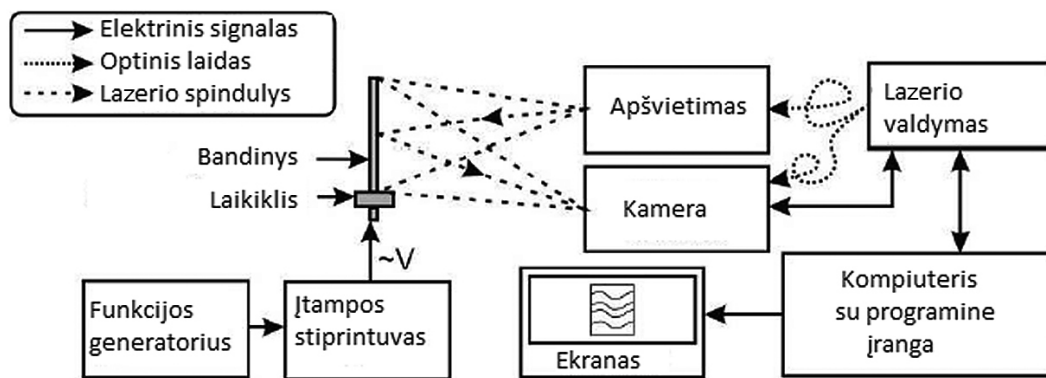 Elektrinis signalas
Optinis laidas
Lazerio spindulys
Bandinys
Laikiklis
Apšvietimas
Lazerio
valdymas
Kamera
~V
Funkcijos
generatorius
Įtampos
stiprintuvas
Ekranas
Kompiuteris
su programine
įranga